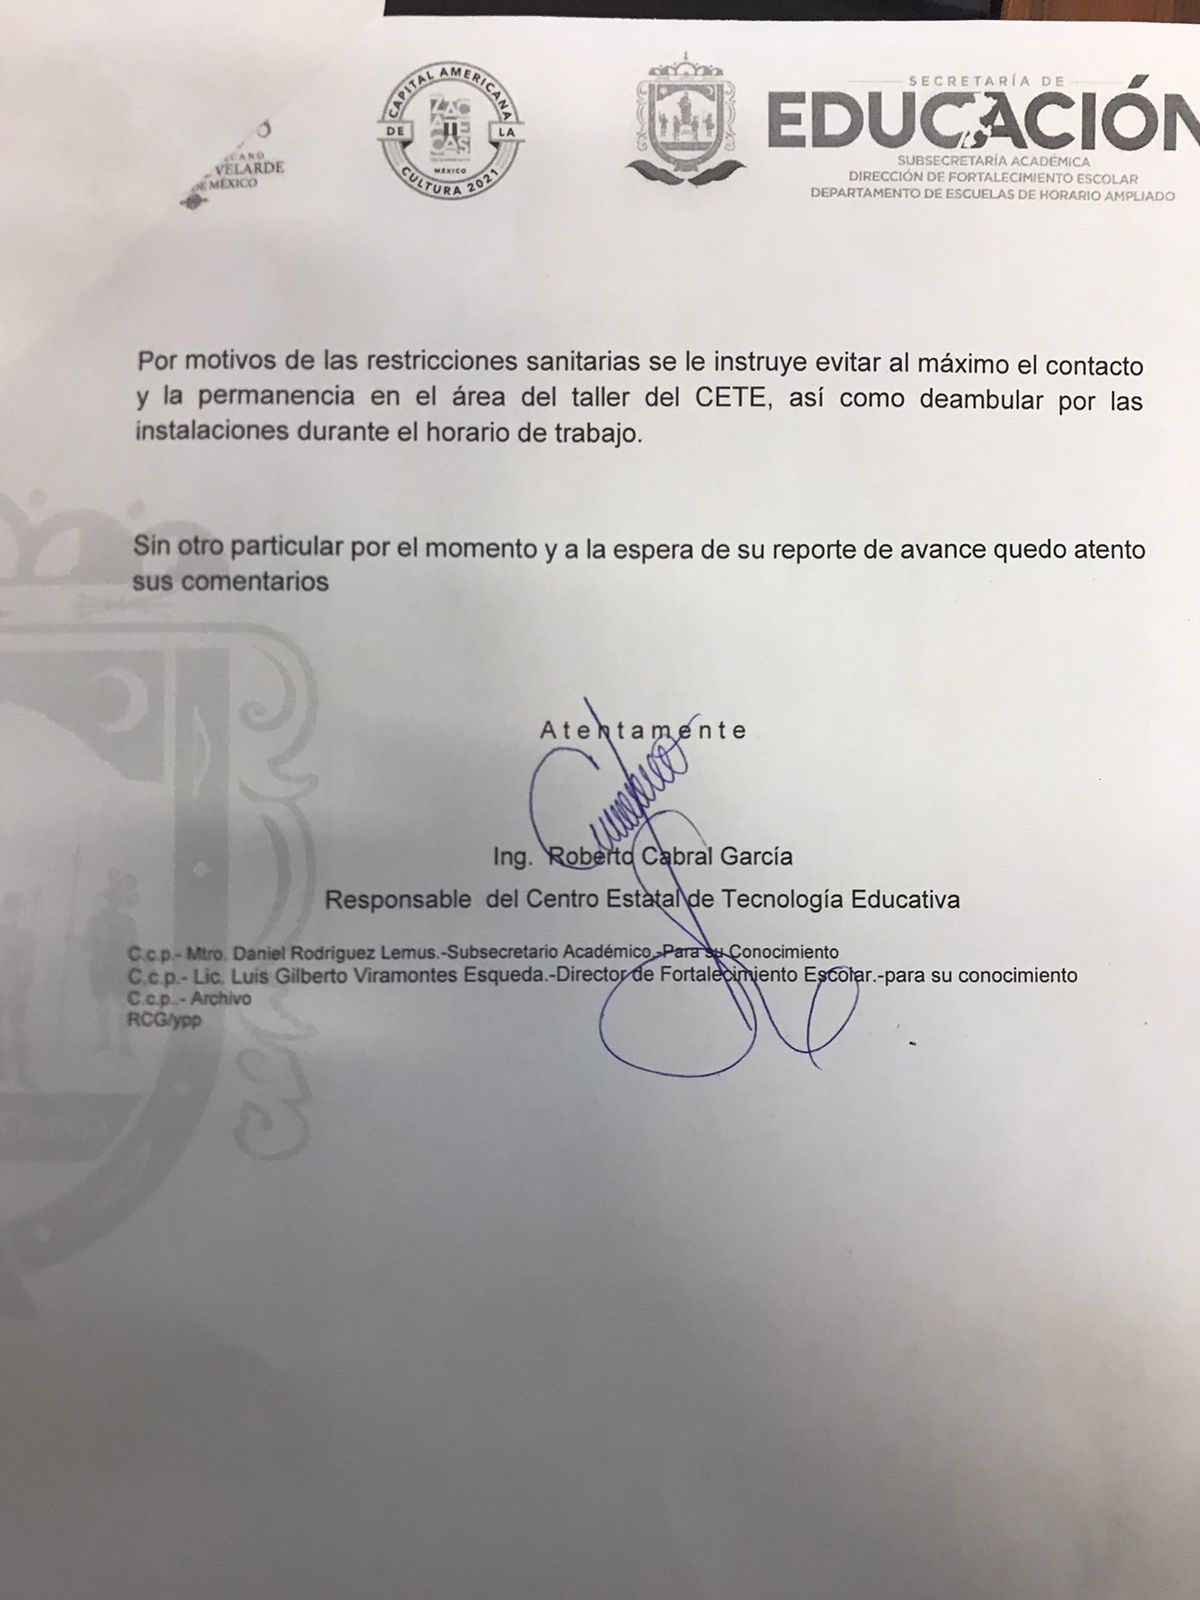 CANO
VELARDE
DE MÉXICO
CAPITAL AMERICANA
DE LA
ZACATECAS
MÉXICO
CULTURA 2021
SECRETARÍA DE
EDUCACIÓN
SUBSECRETARÍA ACADÉMICA
DIRECCIÓN DE FORTALECIMIENTO ESCOLAR
DEPARTAMENTO DE ESCUELAS DE HORARIO AMPLIADO
Por motivos de las restricciones sanitarias se le instruye evitar al máximo el contacto
y la permanencia en el área del taller del CETE, así como deambular por las
instalaciones durante el horario de trabajo.
Sin otro particular por el momento y a la espera de su reporte de avance quedo atento
sus comentarios
Atentamente
Ing. Roberto Cabral García
Responsable del Centro Estatal de Tecnología Educativa
C.c.p.- Mtro. Daniel Rodríguez Lemus.-Subsecretario Académico.-Para su Conocimiento
C.c.p.- Lic. Luis Gilberto Viramontes Esqueda.-Director de Fortalecimiento Escolar.-para su conocimiento
C.c.p..- Archivo
RCG/ypp